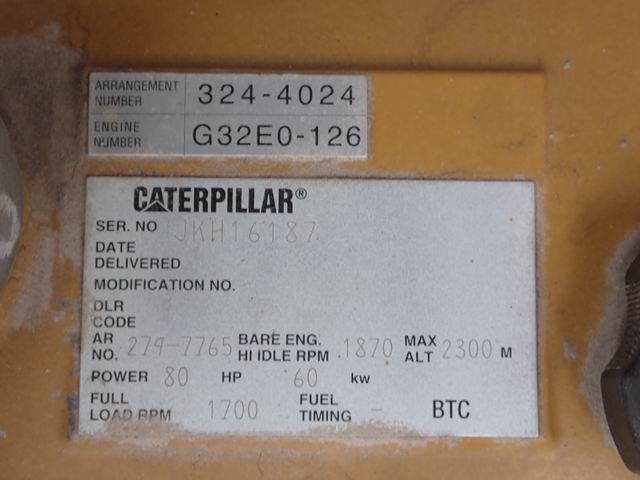 ARRANGEMENT NUMBER 324-4024
ENGINE NUMBER G32E0-126
CATERPILLAR®
SER. NO JKH16187
DATE
DELIVERED
MODIFICATION NO.
DLR
CODE
AR NO. 279-7765 BARE ENG. HI IDLE RPM 1870 MAX ALT 2300 M
POWER 80 HP 60 kw
FULL LOAD RPM 1700 FUEL TIMING - BTC